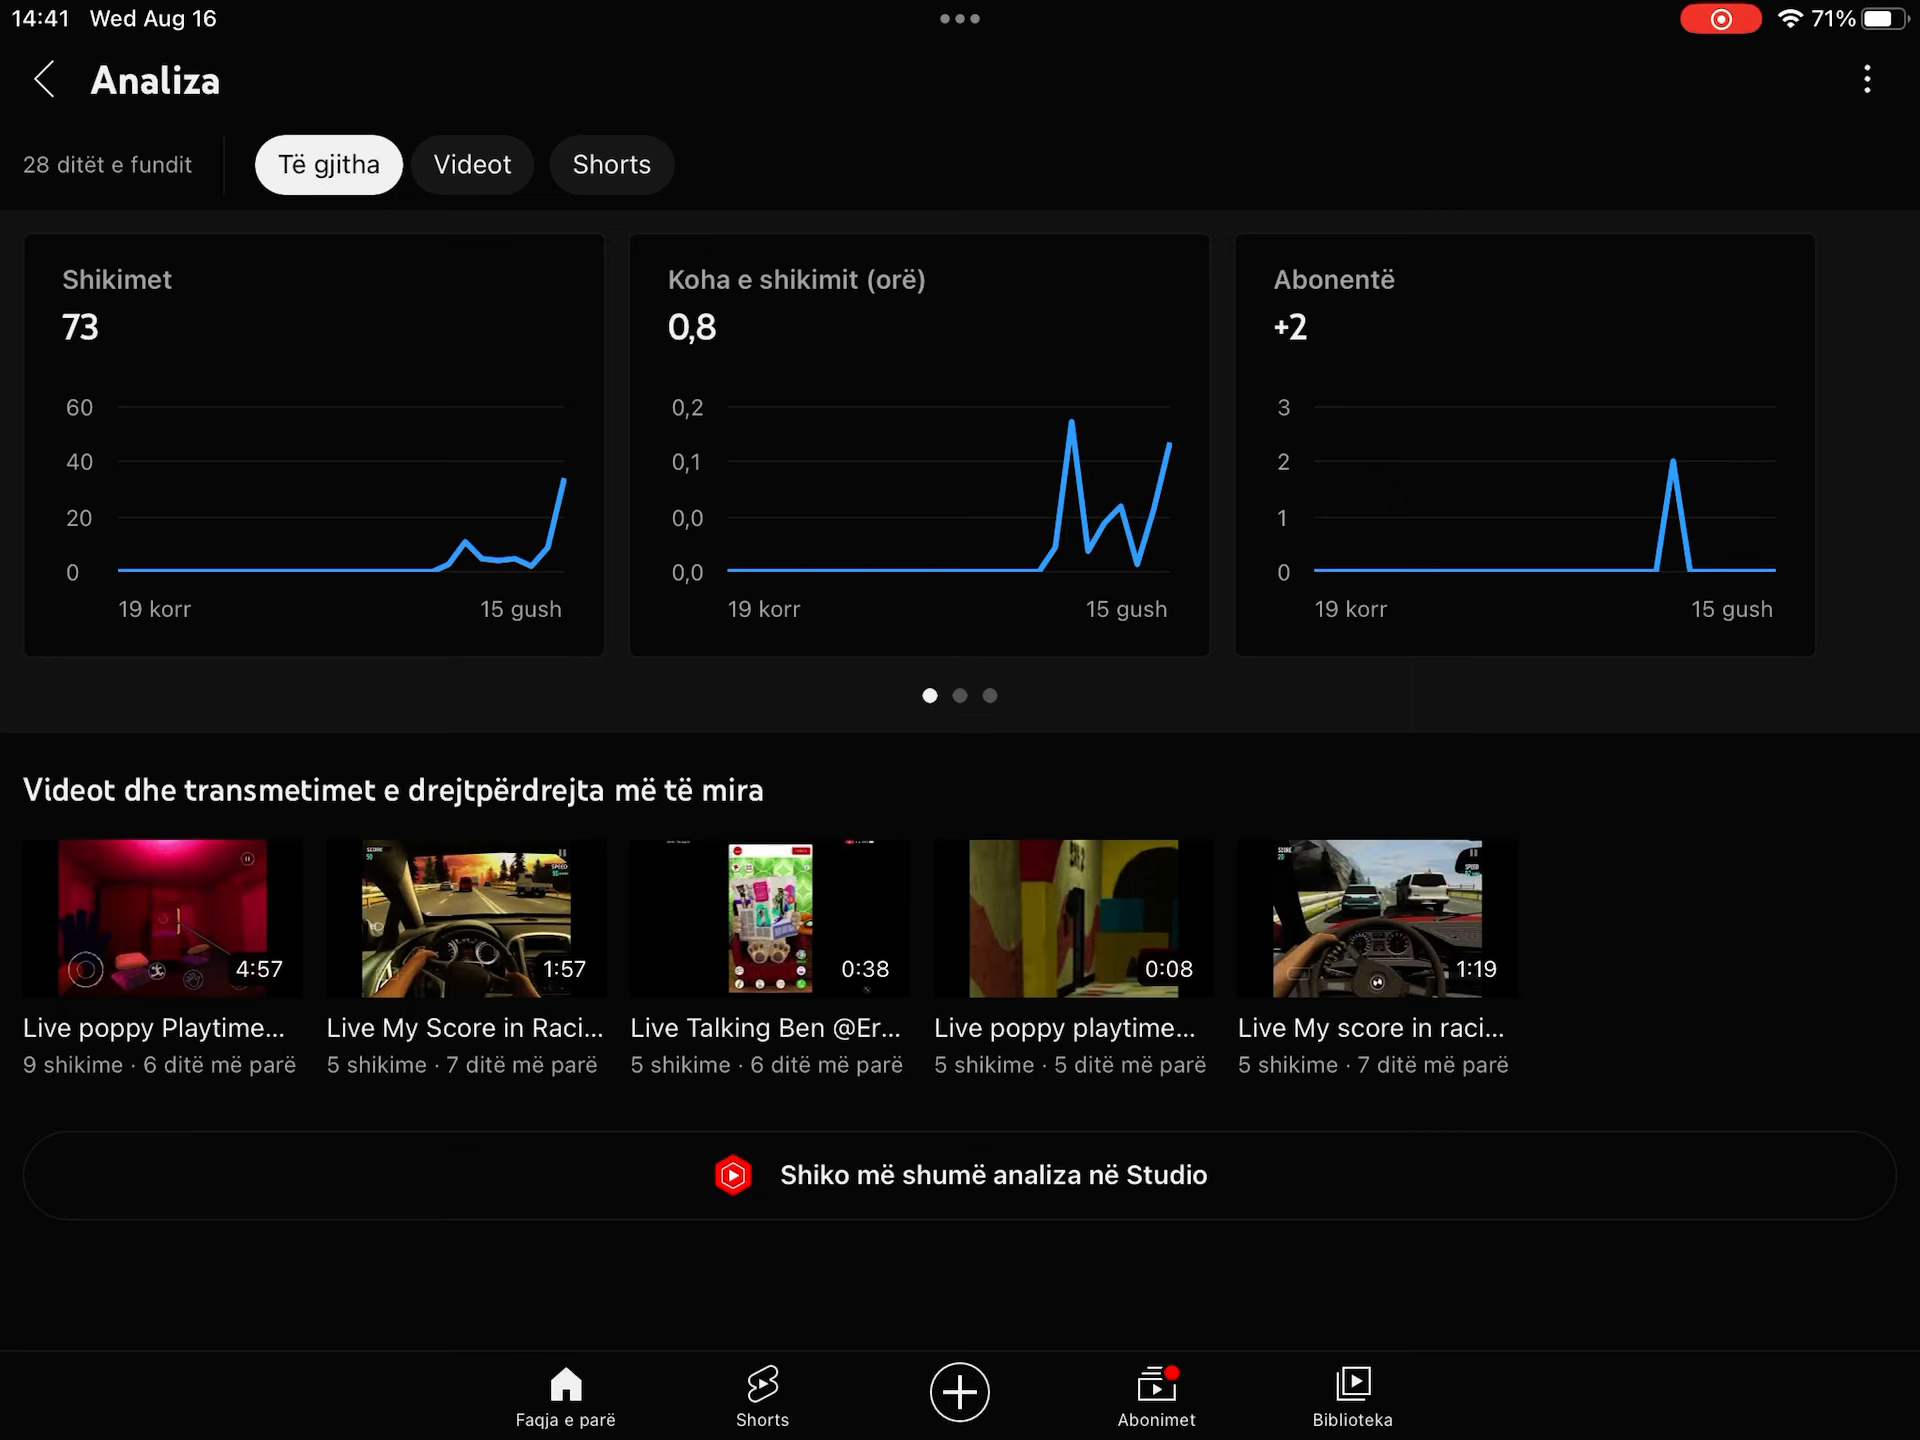 14:41 Wed Aug 16
71%
Analiza
28 ditët e fundit
Të gjitha
Videot
Shorts
Shikimet
73
60
40
20
0
19 korr
15 gush
Koha e shikimit (orë)
0,8
0,2
0,1
0,0
0,0
19 korr
15 gush
Abonentë
+2
3
2
1
0
19 korr
15 gush
Videot dhe transmetimet e drejtpërdrejta më të mira
4:57
Live poppy Playtime...
9 shikime · 6 ditë më parë
SCORE
50
SPEED
1:57
Live My Score in Raci...
5 shikime · 7 ditë më parë
0:38
Live Talking Ben @Er...
5 shikime · 6 ditë më parë
0:08
Live poppy playtime...
5 shikime · 5 ditë më parë
SCORE
20
SPEED
1:19
Live My score in raci...
5 shikime · 7 ditë më parë
Shiko më shumë analiza në Studio
Faqja e parë
Shorts
Abonimet
Biblioteka